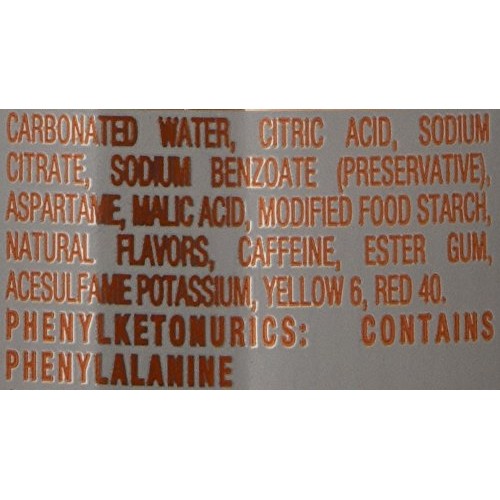 CARBONATED WATER, CITRIC ACID, SODIUM
CITRATE, SODIUM BENZOATE (PRESERVATIVE),
ASPARTAME, MALIC ACID, MODIFIED FOOD STARCH,
NATURAL FLAVORS, CAFFEINE, ESTER GUM,
ACESULFAME POTASSIUM, YELLOW 6, RED 40.
PHENYLKETONURICS: CONTAINS
PHENYLALANINE